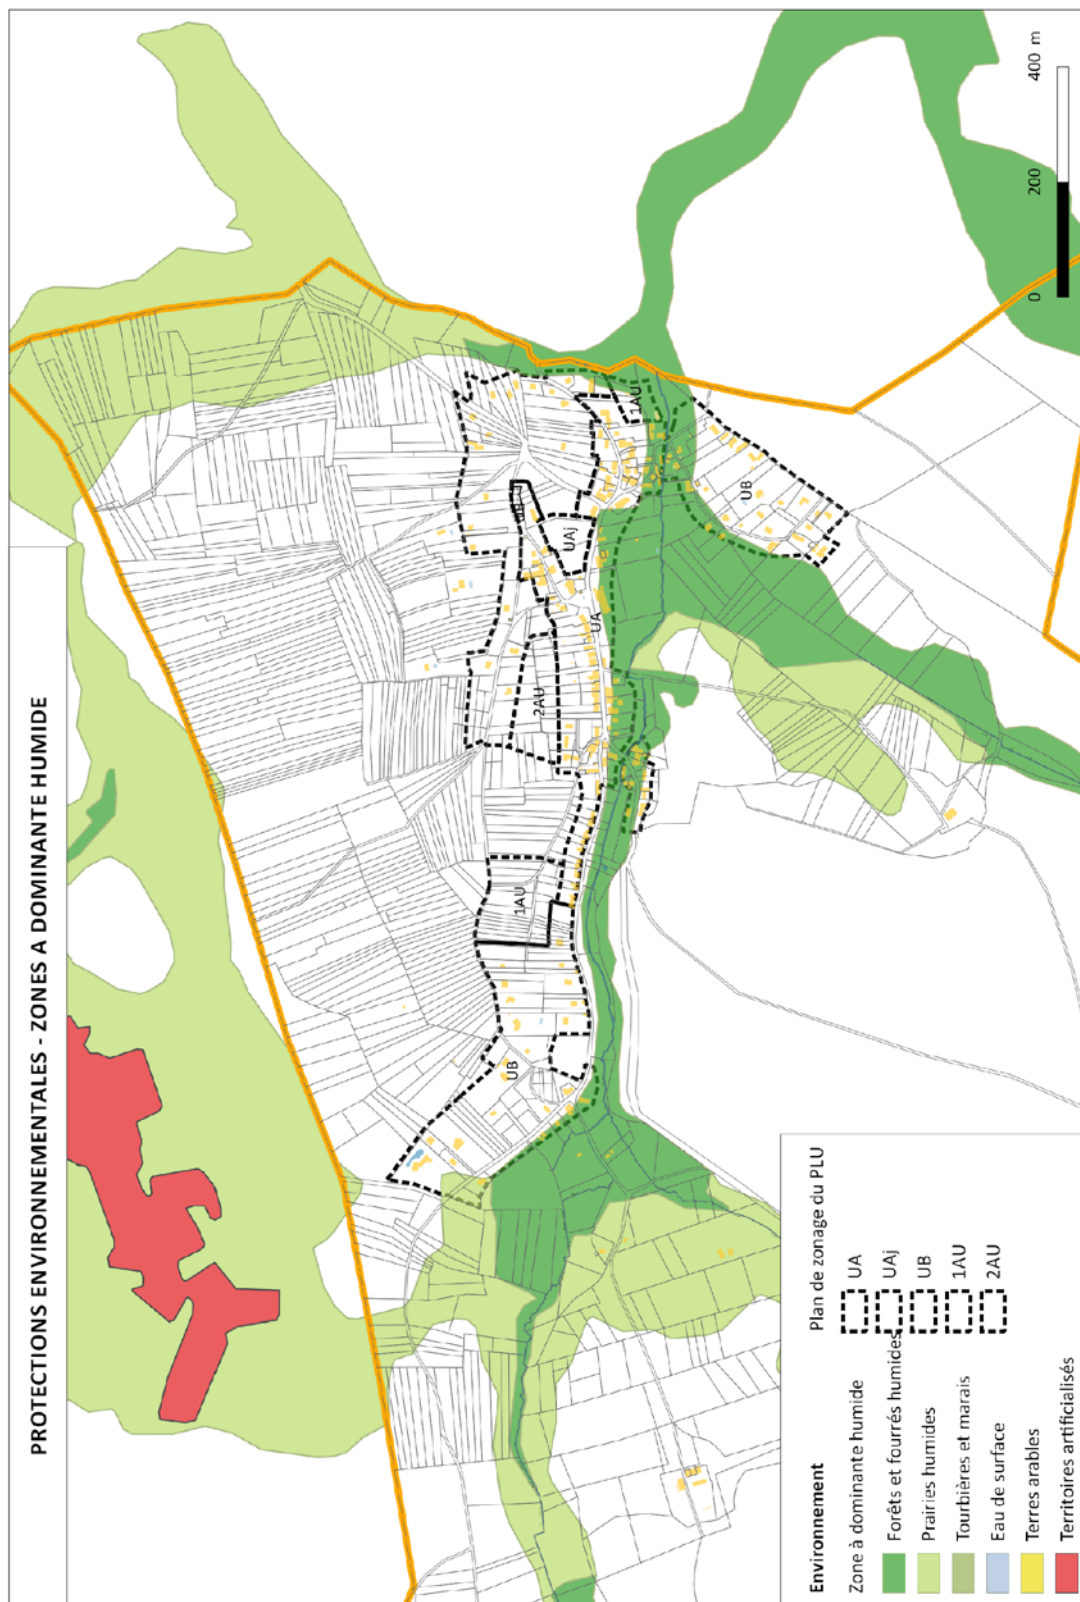 PROTECTIONS ENVIRONNEMENTALES - ZONES A DOMINANTE HUMIDE
UB
1AU
2AU
UA
UAj
1AU
UB
0 200 400 m
Environnement
Zone à dominante humide
Forêts et fourrés humides
Prairies humides
Tourbières et marais
Eau de surface
Terres arables
Territoires artificialisés
Plan de zonage du PLU
UA
UAj
UB
1AU
2AU